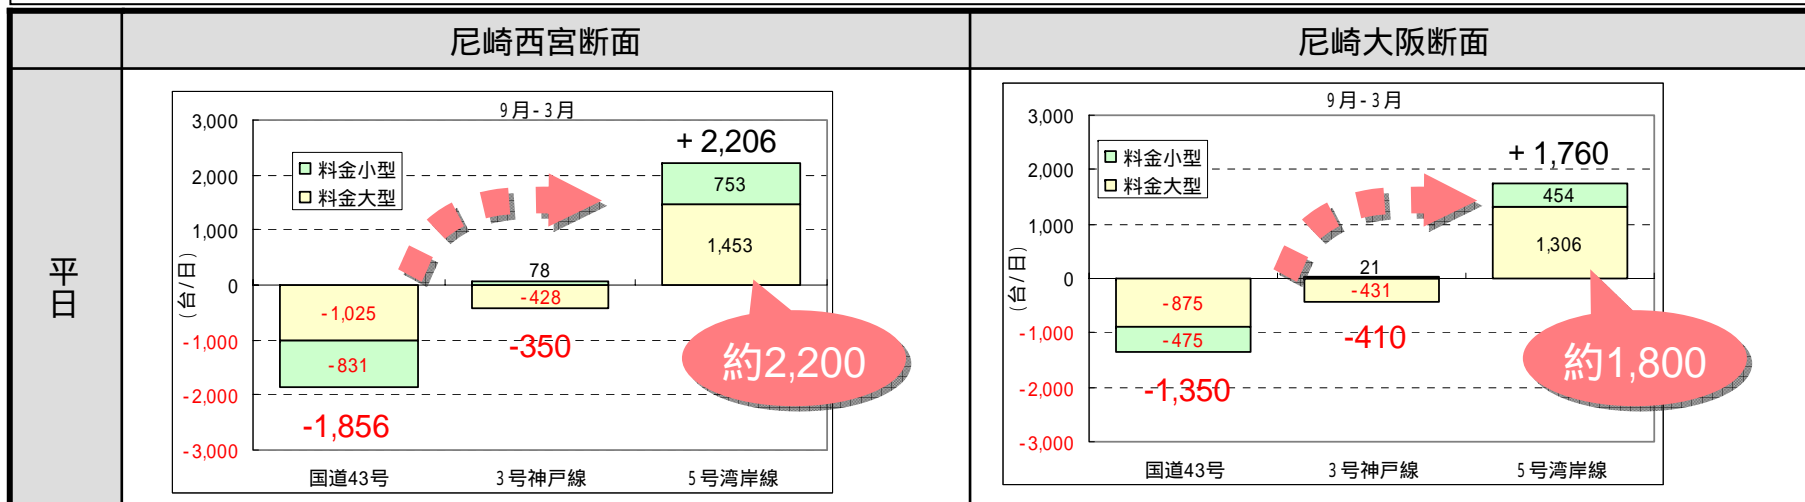 尼崎西宮断面
尼崎大阪断面
平日
9月-3月
3,000
2,000
1,000
0
-1,000
-2,000
-3,000
(台/日)
料金小型
料金大型
+2,206
753
1,453
78
-428
-350
-1,025
-831
-1,856
約2,200
国道43号
3号神戸線
5号湾岸線
9月-3月
3,000
2,000
1,000
0
-1,000
-2,000
-3,000
(台/日)
料金小型
料金大型
+1,760
454
1,306
21
-431
-410
-875
-475
-1,350
約1,800
国道43号
3号神戸線
5号湾岸線